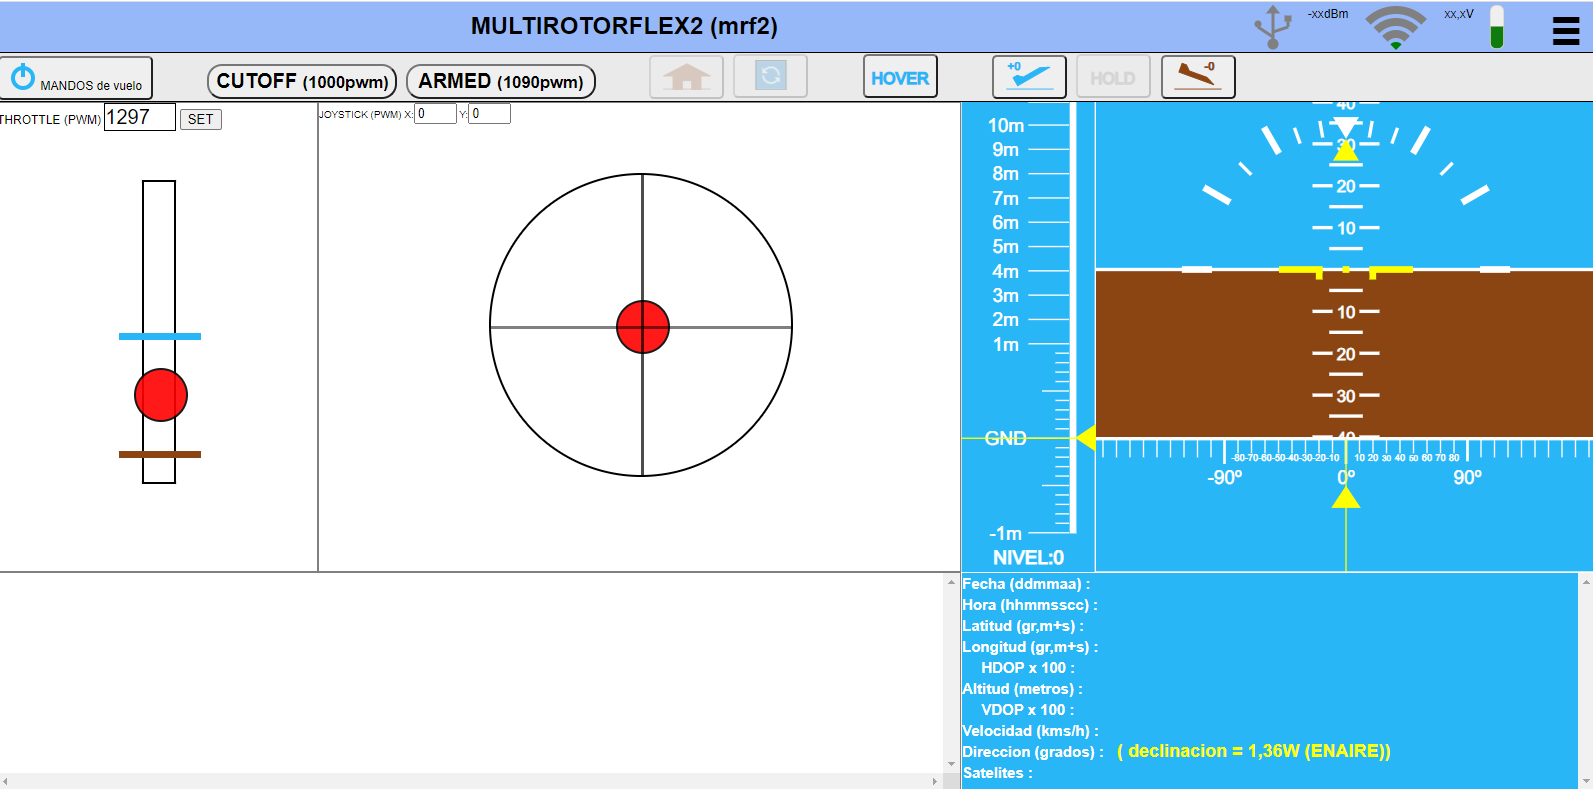 MULTIROTORFLEX2 (mrf2)
-xxdBm
xx,xV
MANDOS de vuelo
CUTOFF (1000pwm)
ARMED (1090pwm)
HOVER
+0
HOLD
-0
THROTTLE (PWM) 1297 SET
JOYSTICK (PWM) X: 0 Y: 0
10m
9m
8m
7m
6m
5m
4m
3m
2m
1m
GND
-1m
NIVEL:0
40
30
20
10
10
20
30
40
-80-70-60-50-40-30-20-10 10 20 30 40 50 60 70 80
-90º 0º 90º
Fecha (ddmmaa) :
Hora (hhmmsscc) :
Latitud (gr,m+s) :
Longitud (gr,m+s) :
HDOP x 100 :
Altitud (metros) :
VDOP x 100 :
Velocidad (kms/h) :
Direccion (grados) : ( declinacion = 1,36W (ENAIRE))
Satelites :